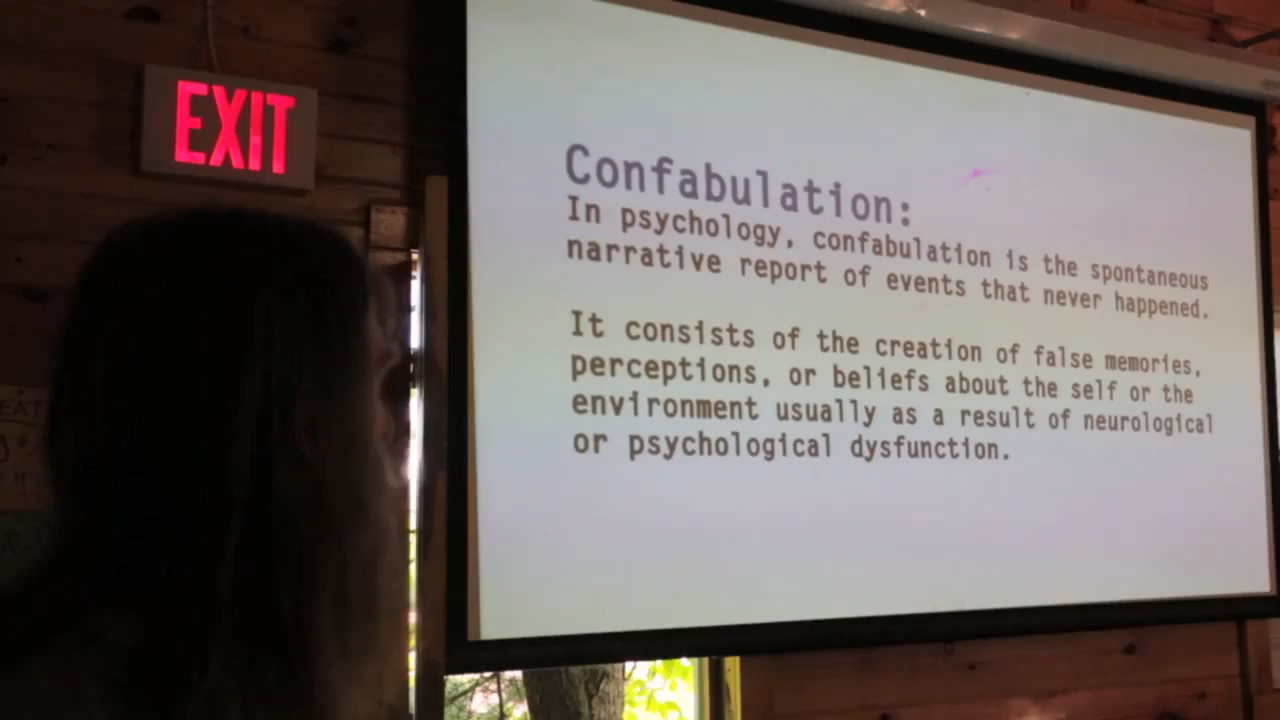 EXIT
Confabulation:
In psychology, confabulation is the spontaneous
narrative report of events that never happened.
It consists of the creation of false memories,
perceptions, or beliefs about the self or the
environment usually as a result of neurological
or psychological dysfunction.